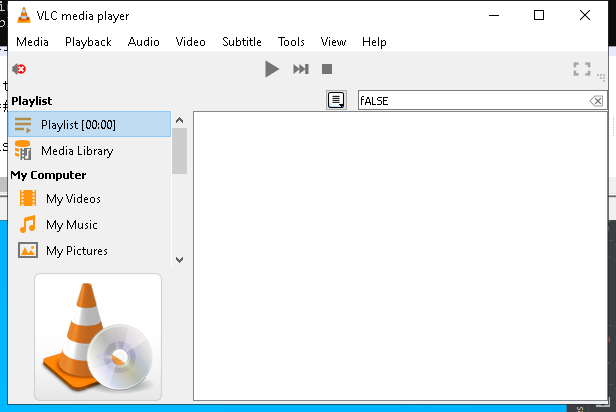 VLC media player
Media Playback Audio Video Subtitle Tools View Help
Playlist
fALSE
Playlist [00:00]
Media Library
My Computer
My Videos
My Music
My Pictures